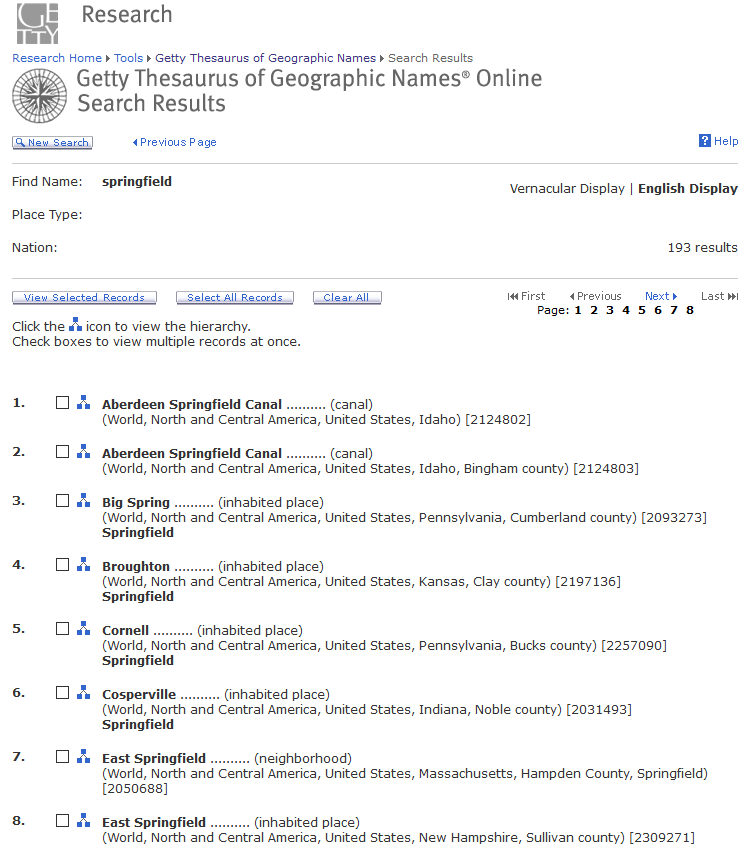 GE
TTY
Research
Research Home Tools Getty Thesaurus of Geographic Names Search Results
Getty Thesaurus of Geographic Names® Online
Search Results
New Search Previous Page ? Help
Find Name: springfield
Vernacular Display | English Display
Place Type:
Nation: 193 results
View Selected Records Select All Records Clear All First Previous Next Last
Page: 1 2 3 4 5 6 7 8
Click the icon to view the hierarchy.
Check boxes to view multiple records at once.
1. Aberdeen Springfield Canal .......... (canal)
(World, North and Central America, United States, Idaho) [2124802]
2. Aberdeen Springfield Canal .......... (canal)
(World, North and Central America, United States, Idaho, Bingham county) [2124803]
3. Big Spring .......... (inhabited place)
(World, North and Central America, United States, Pennsylvania, Cumberland county) [2093273]
Springfield
4. Broughton .......... (inhabited place)
(World, North and Central America, United States, Kansas, Clay county) [2197136]
Springfield
5. Cornell .......... (inhabited place)
(World, North and Central America, United States, Pennsylvania, Bucks county) [2257090]
Springfield
6. Cosperville .......... (inhabited place)
(World, North and Central America, United States, Indiana, Noble county) [2031493]
Springfield
7. East Springfield .......... (neighborhood)
(World, North and Central America, United States, Massachusetts, Hampden County, Springfield)
[2050688]
8. East Springfield .......... (inhabited place)
(World, North and Central America, United States, New Hampshire, Sullivan county) [2309271]